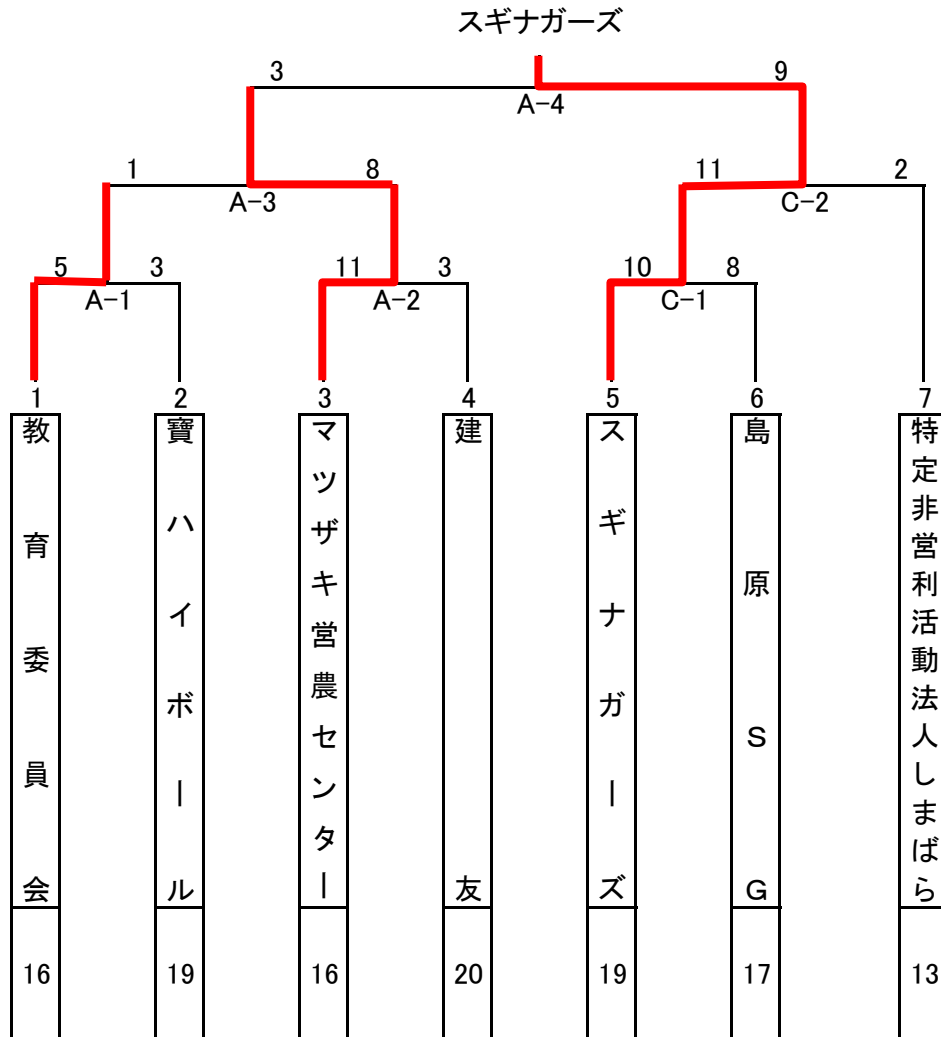 スギナガーズ
3 9
A-4
1 8 11 2
A-3 C-2
5 3 11 3 10 8
A-1 A-2 C-1
1 2 3 4 5 6 7
教育委員会
寶ハイボール
マツザキ営農センター
建友
スギナガーズ
島原SG
特定非営利活動法人しまばら
16 19 16 20 19 17 13